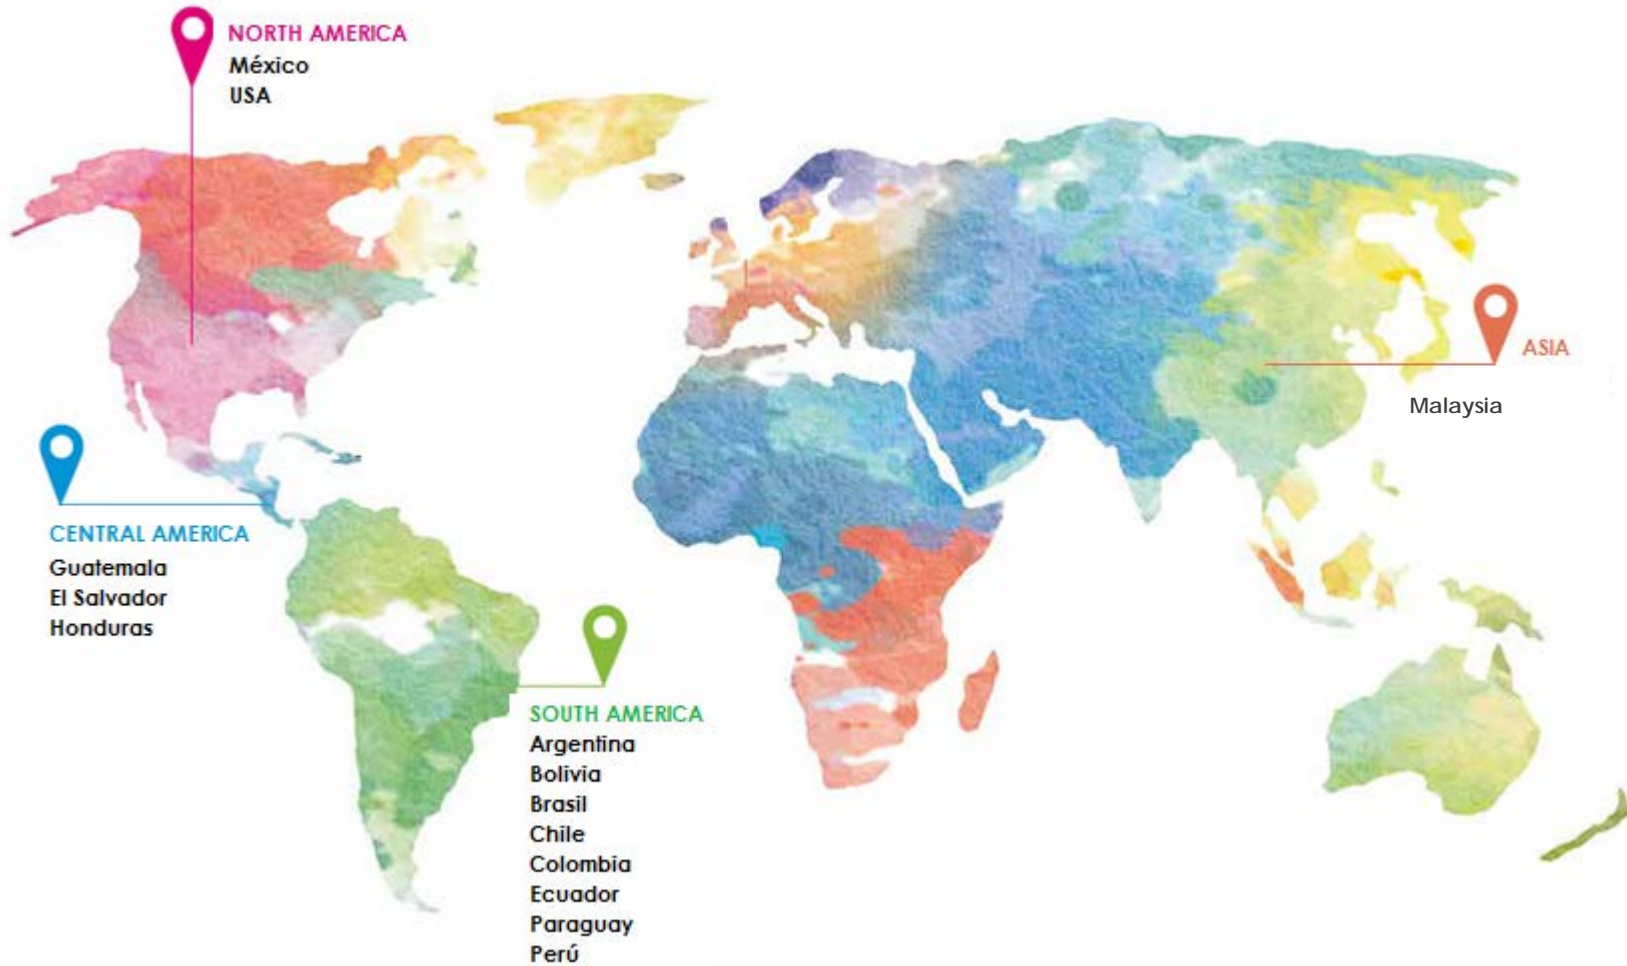 NORTH AMERICA
México
USA
ASIA
Malaysia
CENTRAL AMERICA
Guatemala
El Salvador
Honduras
SOUTH AMERICA
Argentina
Bolivia
Brasil
Chile
Colombia
Ecuador
Paraguay
Perú